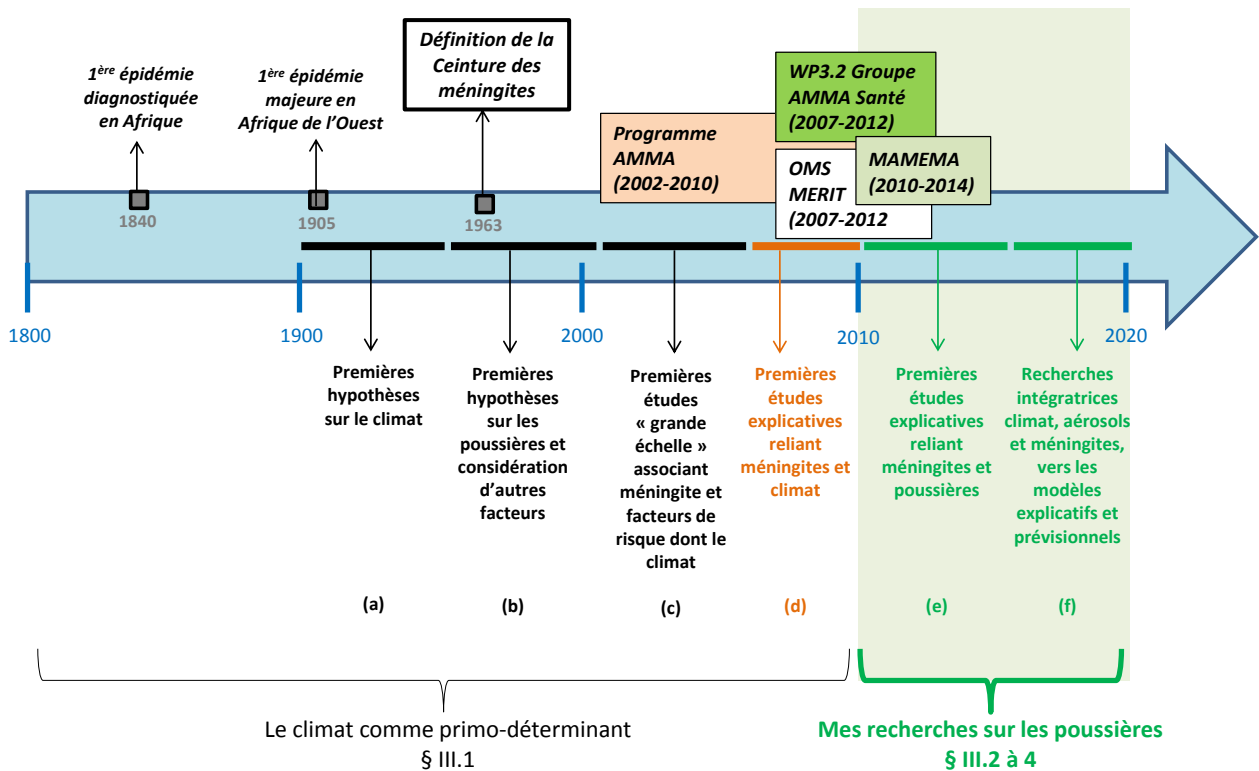 1ère épidémie
diagnostiquée
en Afrique
1ère épidémie
majeure en
Afrique de l'Ouest
Définition de la
Ceinture des
méningites
Programme
AMMA
(2002-2010)
WP3.2 Groupe
AMMA Santé
(2007-2012)
OMS
MERIT
(2007-2012
MAMEMA
(2010-2014)
1840
1905
1963
1800
1900
2000
2010
2020
Premières
hypothèses
sur le climat
(a)
Premières
hypothèses
sur les
poussières et
considération
d'autres
facteurs
(b)
Premières
études
« grande
échelle »
associant
méningite et
facteurs de
risque dont le
climat
(c)
Premières
études
explicatives
reliant
méningites et
climat
(d)
Premières
études
explicatives
reliant
méningites et
poussières
(e)
Recherches
intégratrices
climat, aérosols
et méningites,
vers les
modèles
explicatifs et
prévisionnels
(f)
Le climat comme primo-déterminant
§ III.1
Mes recherches sur les poussières
§ III.2 à 4